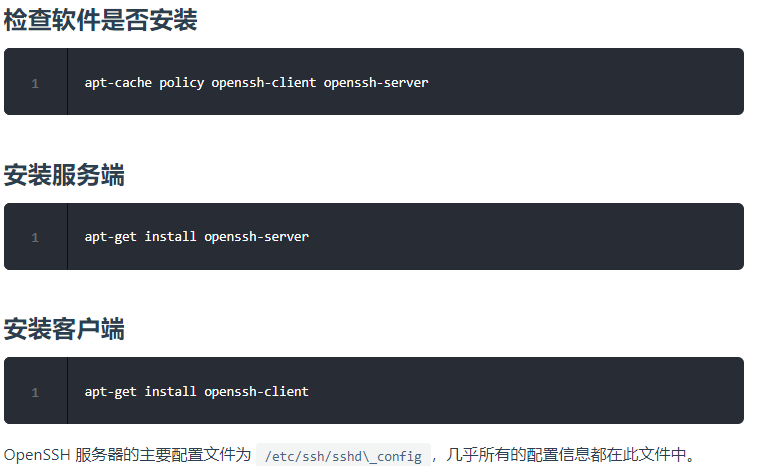 检查软件是否安装
1 apt-cache policy openssh-client openssh-server
安装服务端
1 apt-get install openssh-server
安装客户端
1 apt-get install openssh-client
OpenSSH 服务器的主要配置文件为 /etc/ssh/sshd\_config ，几乎所有的配置信息都在此文件中。